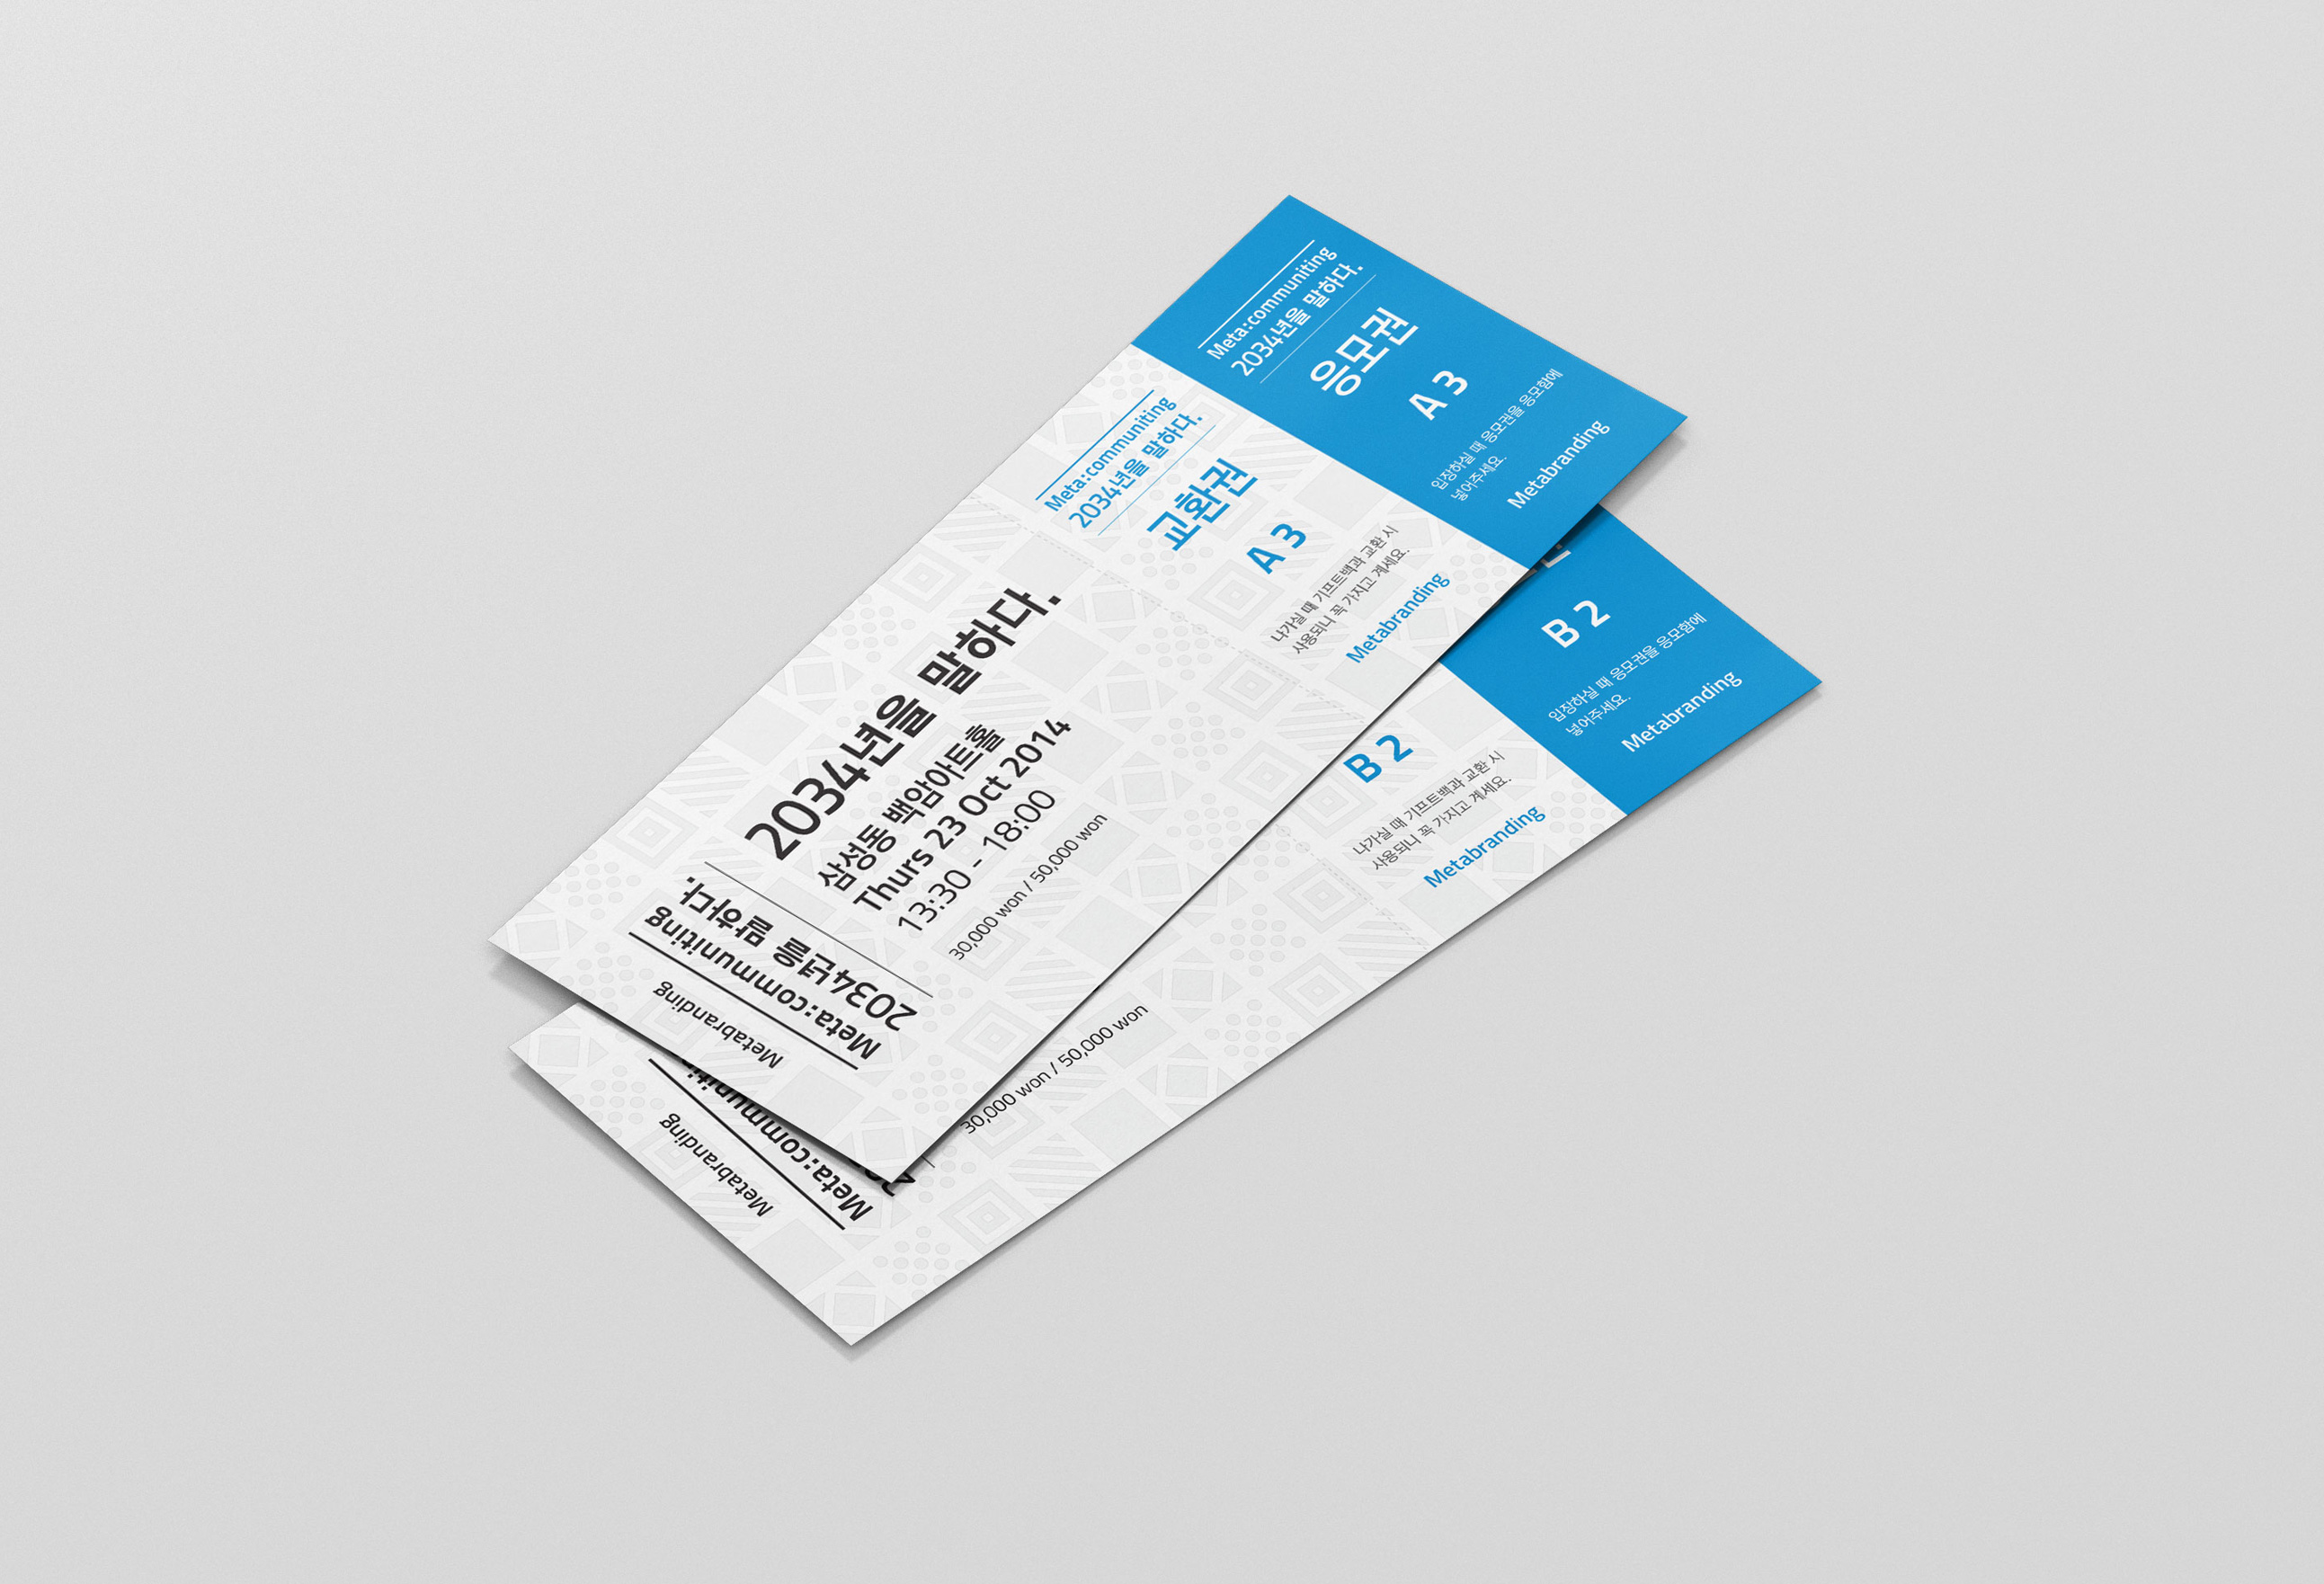 Meta:communiting
2034년을 말하다.
응모권
A 3
입장하실 때 응모권을 응모함에
넣어주세요.
Metabranding
Meta:communiting
2034년을 말하다.
교환권
A 3
나가실 때 기프트백과 교환 시
사용되니 꼭 가지고 계세요.
Metabranding
2034년을 말하다.
삼성동 백암아트홀
Thurs 23 Oct 2014
13:30 - 18:00
30,000 won / 50,000 won
Meta:communiting
2034년을 말하다.
Metabranding
B 2
입장하실 때 응모권을 응모함에
넣어주세요.
Metabranding
B 2
나가실 때 기프트백과 교환 시
사용되니 꼭 가지고 계세요.
Metabranding
30,000 won / 50,000 won
Meta:communiti
Metabranding